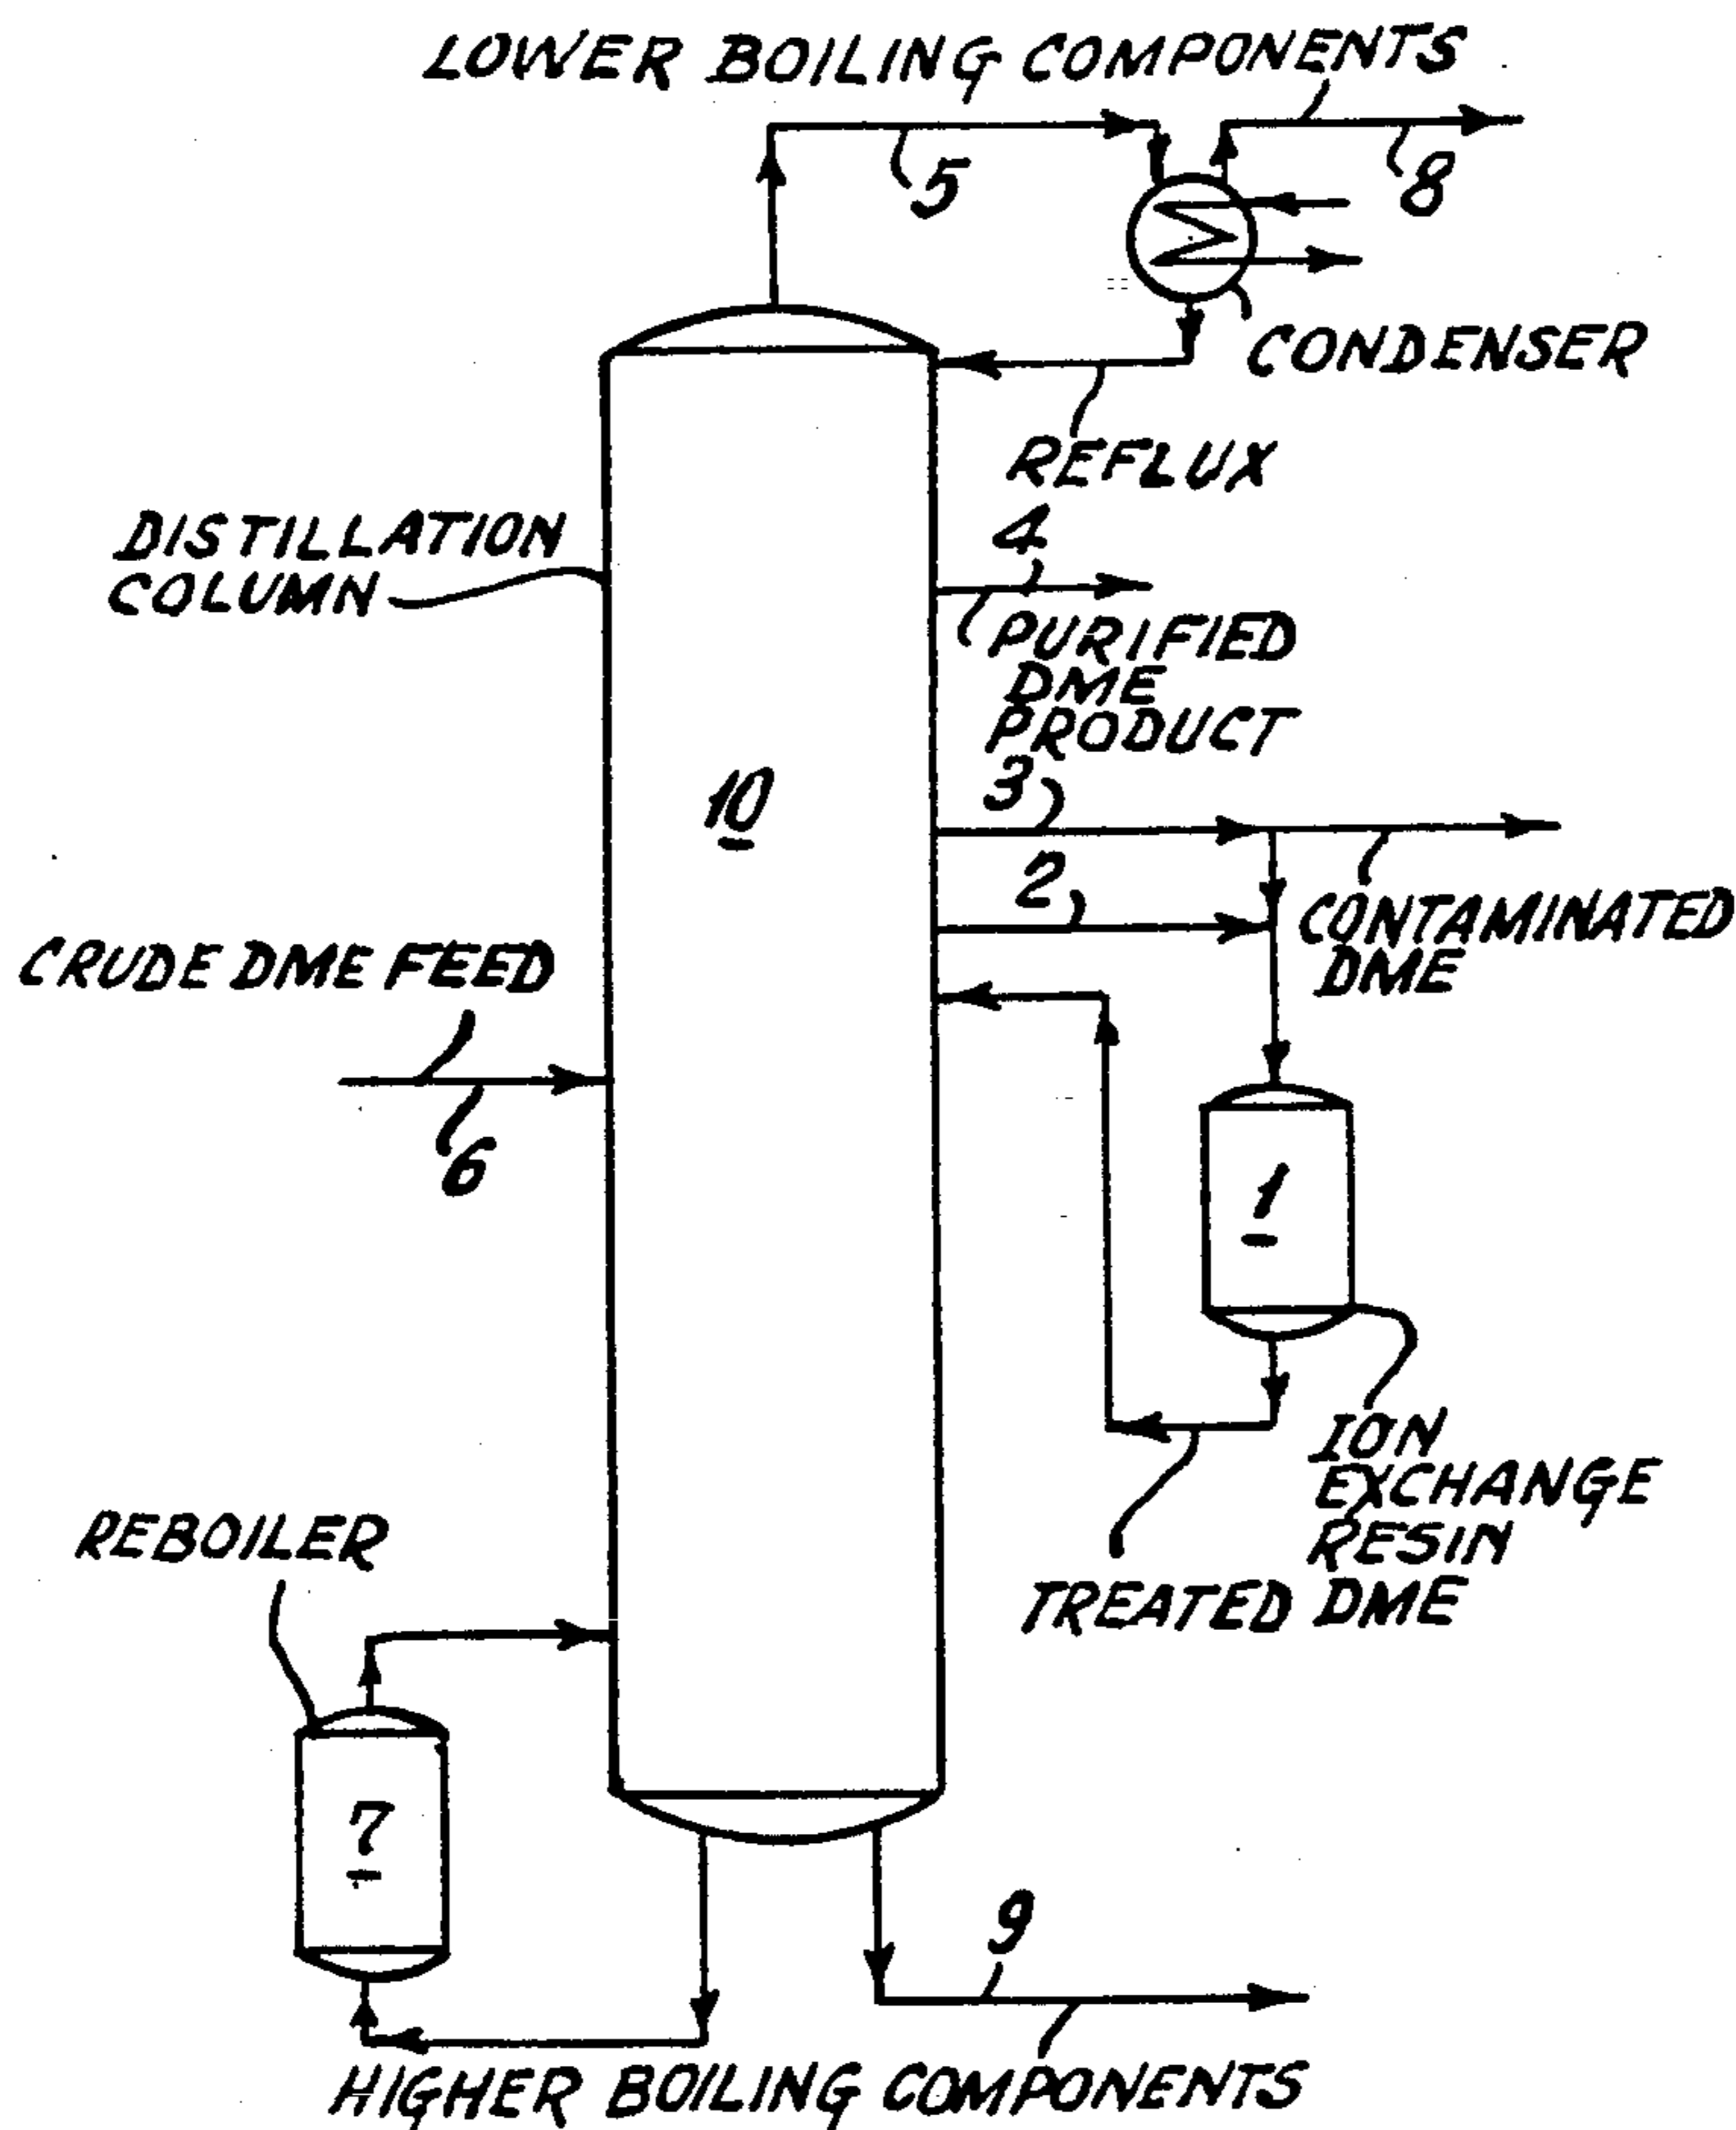 LOWER BOILING COMPONENTS
5
8
CONDENSER
REFLUX
DISTILLATION
COLUMN
4
PURIFIED
DME
PRODUCT
10
3
2
CONTAMINATED
DME
CRUDE DME FEED
6
1
ION
EXCHANGE
RESIN
TREATED DME
REBOILER
7
9
HIGHER BOILING COMPONENTS